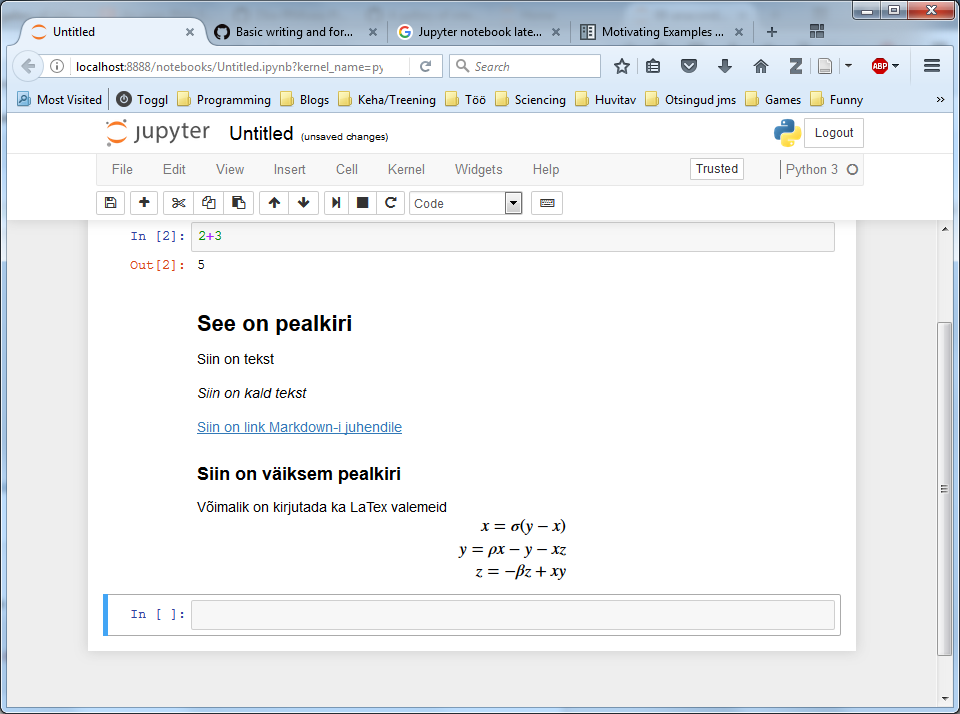 Untitled
Basic writing and for...
Jupyter notebook late...
Motivating Examples ...
localhost:8888/notebooks/Untitled.ipynb?kernel_name=py
Search
ABP
Most Visited Toggl Programming Blogs Keha/Treening Töö Sciencing Huvitav Otsingud jms Games Funny »
jupyter Untitled (unsaved changes)
Logout
File Edit View Insert Cell Kernel Widgets Help Trusted Python 3
Code
In [2]: 2+3
Out[2]: 5
See on pealkiri
Siin on tekst
Siin on kald tekst
Siin on link Markdown-i juhendile
Siin on väiksem pealkiri
Võimalik on kirjutada ka LaTex valemeid
x = σ(y − x)
y = ρx − y − xz
z = −βz + xy
In [ ]: